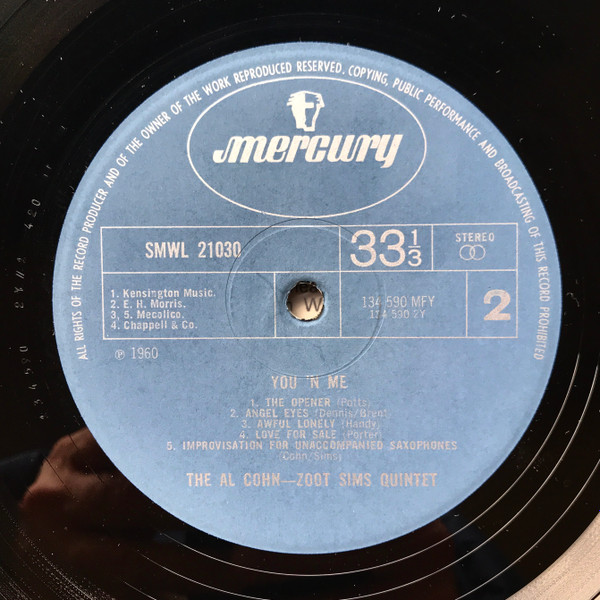 ALL RIGHTS OF THE RECORD PRODUCER AND OF THE OWNER OF THE WORK REPRODUCED RESERVED. COPYING, PUBLIC PERFORMANCE AND BROADCASTING OF THIS RECORD PROHIBITED
mercury
SMWL 21030
33⅓
STEREO
1. Kensington Music.
2. E. H. Morris.
3. 5. Mecolico.
4. Chappell & Co.
134 590 MFY
134 590 2Y
2
℗ 1960
YOU 'N ME
1. THE OPENER (Potts)
2. ANGEL EYES (Dennis/Brent)
3. AWFUL LONELY (Handy)
4. LOVE FOR SALE (Porter)
5. IMPROVISATION FOR UNACCOMPANIED SAXOPHONES
(Cohn/Sims)
THE AL COHN—ZOOT SIMS QUINTET